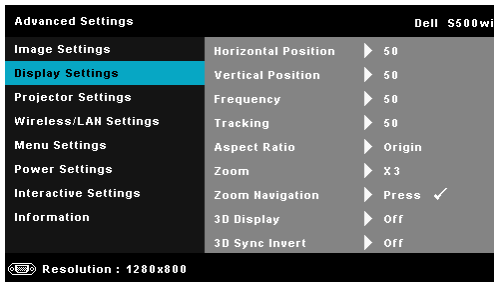 Advanced Settings Dell S500wi
Image Settings
Display Settings
Projector Settings
Wireless/LAN Settings
Menu Settings
Power Settings
Interactive Settings
Information
Horizontal Position 50
Vertical Position 50
Frequency 50
Tracking 50
Aspect Ratio Origin
Zoom X3
Zoom Navigation Press ✓
3D Display Off
3D Sync Invert Off
Resolution : 1280x800